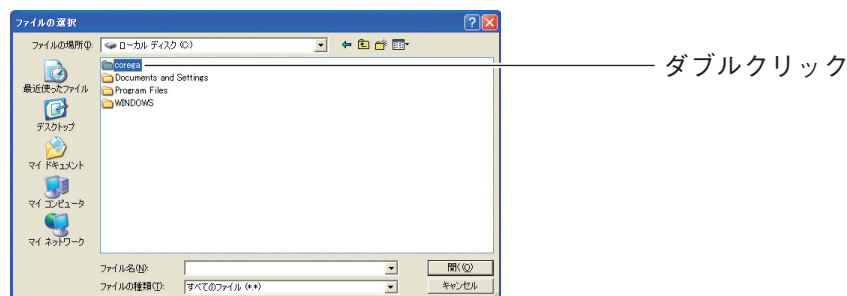 ファイルの選択
ファイルの場所(I):
ローカル ディスク (C:)
corega
Documents and Settings
Program Files
WINDOWS
ダブルクリック
最近使ったファイル
デスクトップ
マイ ドキュメント
マイ コンピュータ
マイ ネットワーク
ファイル名(N):
開く(O)
ファイルの種類(T):
すべてのファイル (*.*)
キャンセル